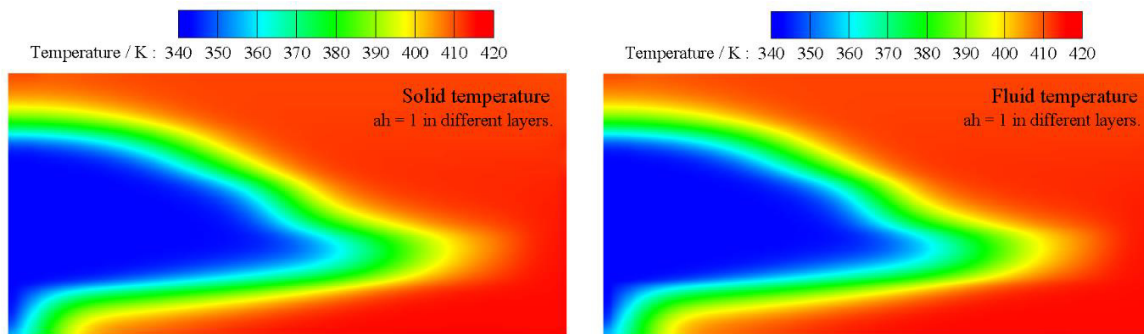 340 350 360 370 380 390 400 410 420
Temperature / K :
Solid temperature
ah = 1 in different layers.
340 350 360 370 380 390 400 410 420
Temperature / K :
Fluid temperature
ah = 1 in different layers.